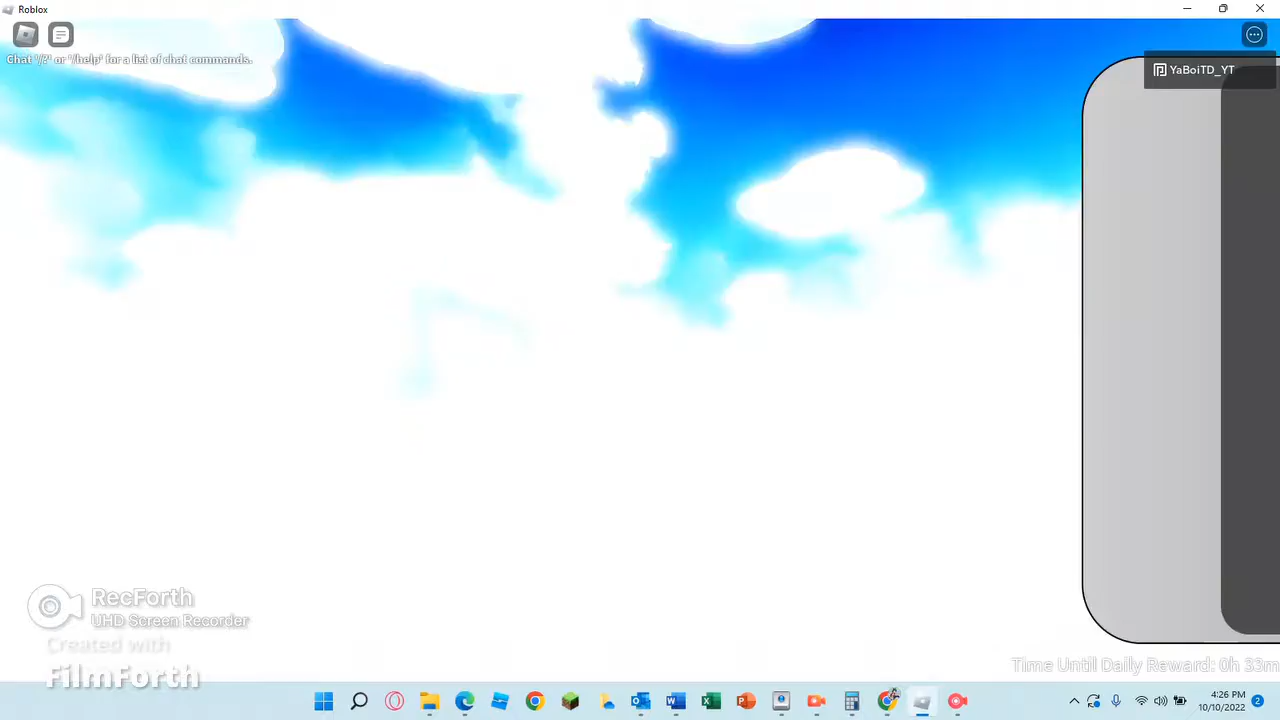 Roblox
Chat '/?' or '/help' for a list of chat commands.
YaBoiTD_YT
RecForth
UHD Screen Recorder
Created with
FilmForth
Time Until Daily Reward: 0h 33m
4:26 PM
10/10/2022
2